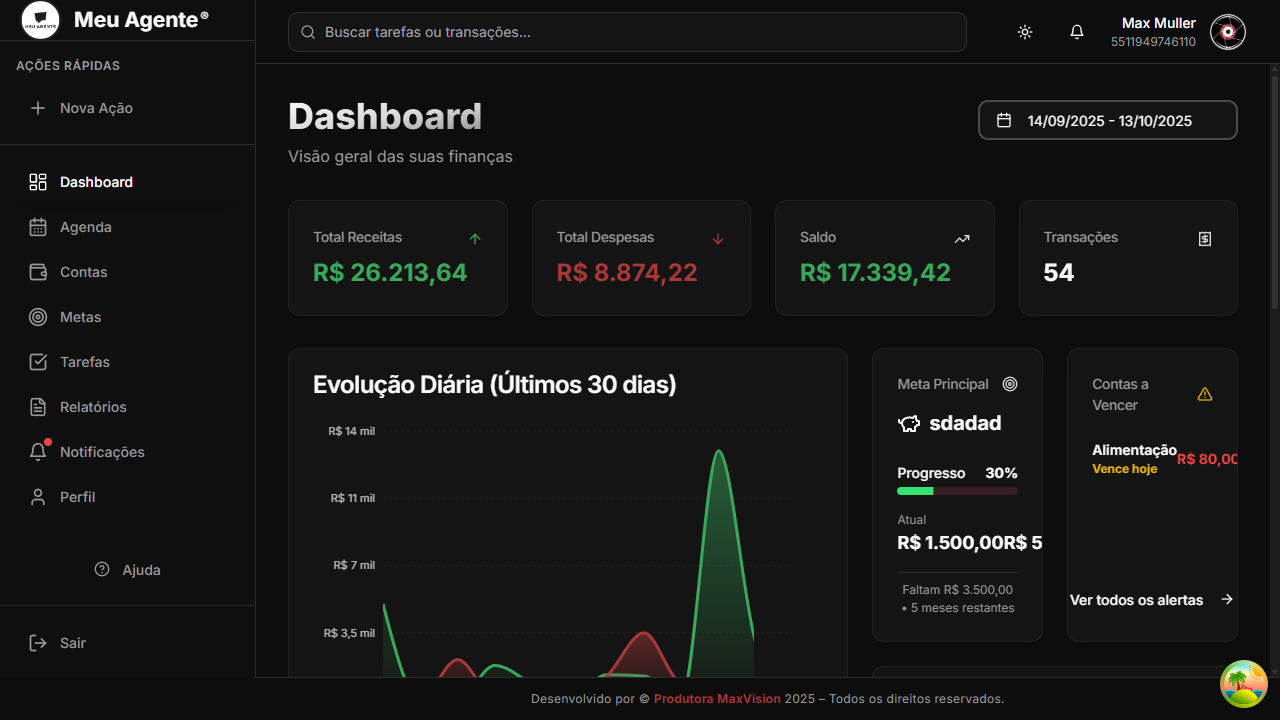 Meu Agente®
AÇÕES RÁPIDAS
Nova Ação
Dashboard
Agenda
Contas
Metas
Tarefas
Relatórios
Notificações
Perfil
Ajuda
Sair
Buscar tarefas ou transações...
Max Muller
5511949746110
Dashboard
Visão geral das suas finanças
14/09/2025 - 13/10/2025
Total Receitas
R$ 26.213,64
Total Despesas
R$ 8.874,22
Saldo
R$ 17.339,42
Transações
54
Evolução Diária (Últimos 30 dias)
R$ 14 mil
R$ 11 mil
R$ 7 mil
R$ 3,5 mil
Meta Principal
sdadad
Progresso 30%
Atual
R$ 1.500,00R$ 5
Faltam R$ 3.500,00
• 5 meses restantes
Contas a
Vencer
Alimentação R$ 80,00
Vence hoje
Ver todos os alertas
Desenvolvido por © Produtora MaxVision 2025 – Todos os direitos reservados.